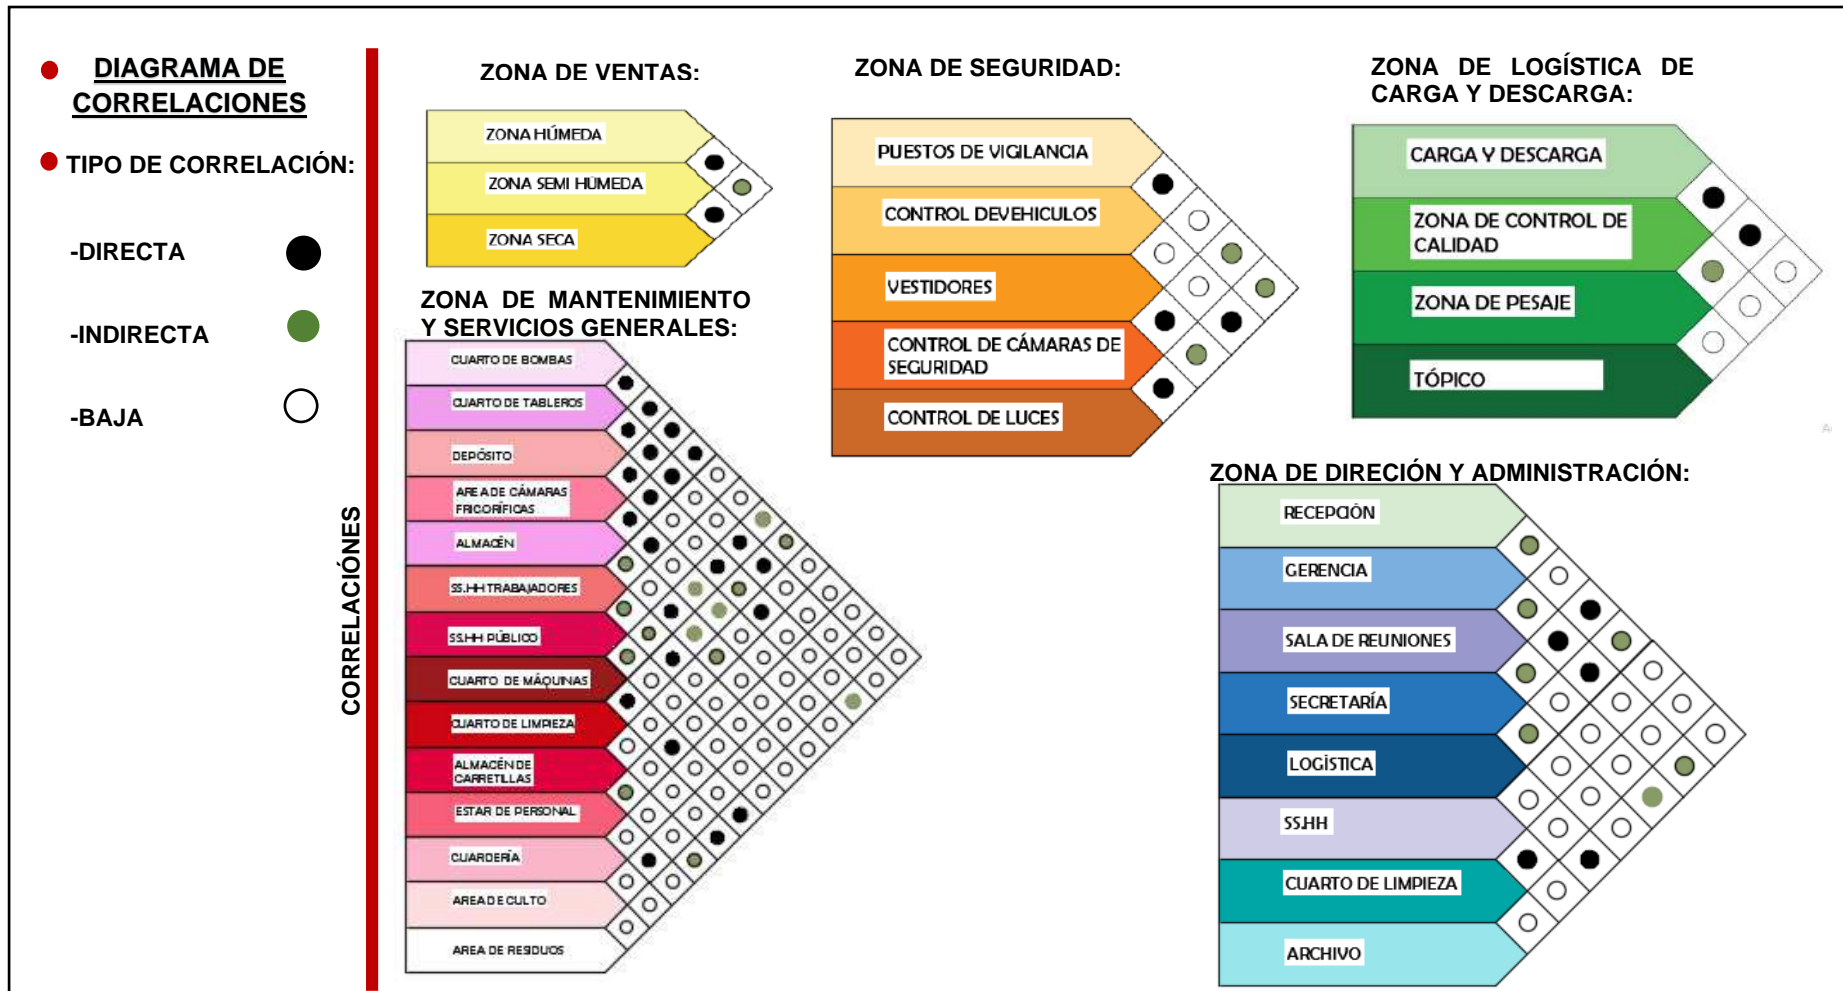 DIAGRAMA DE
CORRELACIONES
TIPO DE CORRELACIÓN:
-DIRECTA
-INDIRECTA
-BAJA
CORRELACIÓNES
ZONA DE VENTAS:
ZONA HÚMEDA
ZONA SEMI HÚMEDA
ZONA SECA
ZONA DE MANTENIMIENTO
Y SERVICIOS GENERALES:
CUARTO DE BOMBAS
CUARTO DE TABLEROS
DEPÓSITO
AREA DE CÁMARAS
FRIGORÍFICAS
ALMACÉN
SS.HH TRABAJADORES
SS.HH PÚBLICO
CUARTO DE MÁQUINAS
CUARTO DE LIMPIEZA
ALMACÉN DE
CARRETILLAS
ESTAR DE PERSONAL
GUARDERÍA
AREA DE CULTO
AREA DE RESIDUOS
ZONA DE SEGURIDAD:
PUESTOS DE VIGILANCIA
CONTROL DEVEHICULOS
VESTIDORES
CONTROL DE CÁMARAS DE
SEGURIDAD
CONTROL DE LUCES
ZONA DE LOGÍSTICA DE
CARGA Y DESCARGA:
CARGA Y DESCARGA
ZONA DE CONTROL DE
CALIDAD
ZONA DE PESAJE
TÓPICO
ZONA DE DIRECIÓN Y ADMINISTRACIÓN:
RECEPCIÓN
GERENCIA
SALA DE REUNIONES
SECRETARÍA
LOGÍSTICA
SS.HH
CUARTO DE LIMPIEZA
ARCHIVO